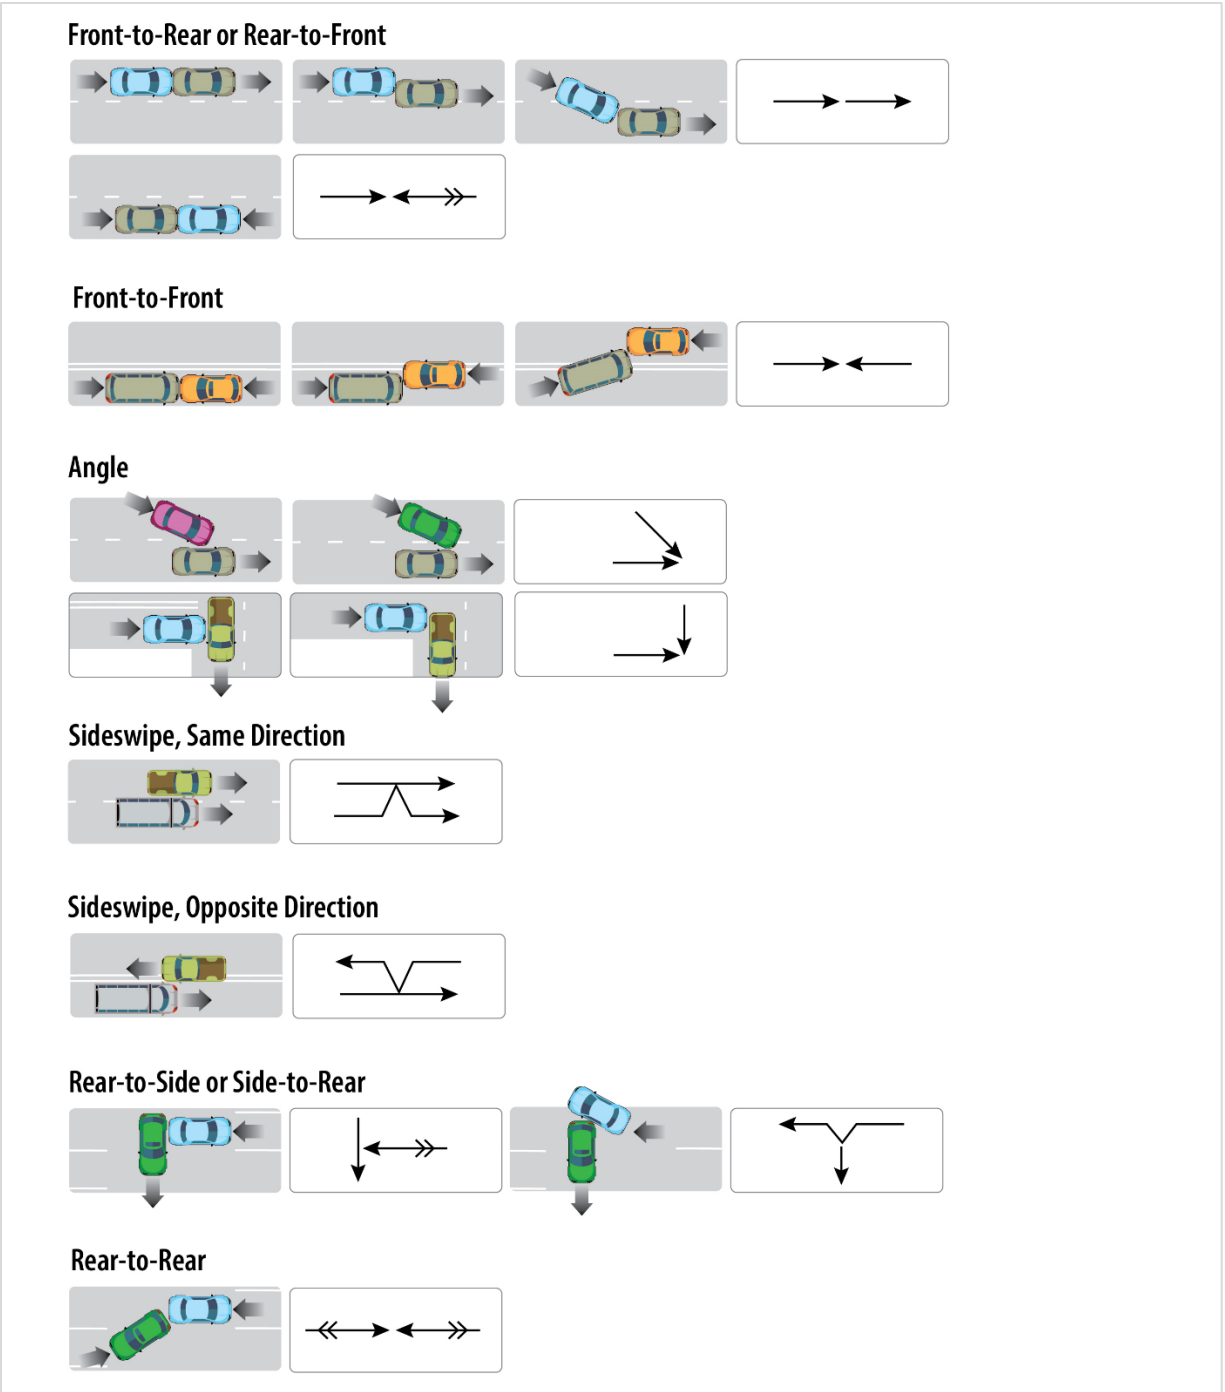 Front-to-Rear or Rear-to-Front
Front-to-Front
Angle
Sideswipe, Same Direction
Sideswipe, Opposite Direction
Rear-to-Side or Side-to-Rear
Rear-to-Rear